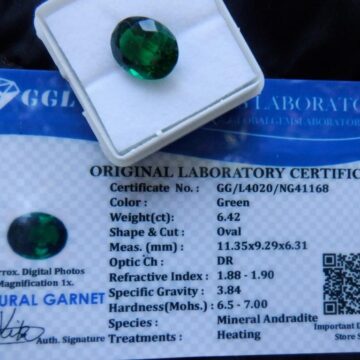 GGL
LABORATO
GLOBAL GEMS LABORATO
ORIGINAL LABORATORY CERTIFIC
Certificate No. : GG/L4020/NG41168
Color : Green
Weight(ct) : 6.42
Shape & Cut : Oval
Meas. (mm) : 11.35x9.29x6.31
Optic Ch : DR
Refractive Index : 1.88 - 1.90
Specific Gravity : 3.84
Hardness(Mohs. ) : 6.5 - 7.00
Species : Mineral Andradite
Treatments : Heating
rox. Digital Photos
Magnification 1x.
URAL GARNET
Auth. Signature
Important
Store S